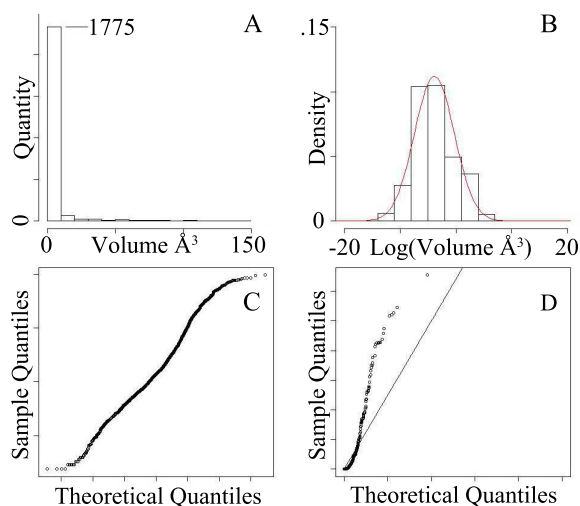 A
1775
Quantity
0
0
Volume Å³
150
B
.15
Density
0
-20
Log(Volume Å³)
20
C
Sample Quantiles
Theoretical Quantiles
D
Sample Quantiles
Theoretical Quantiles